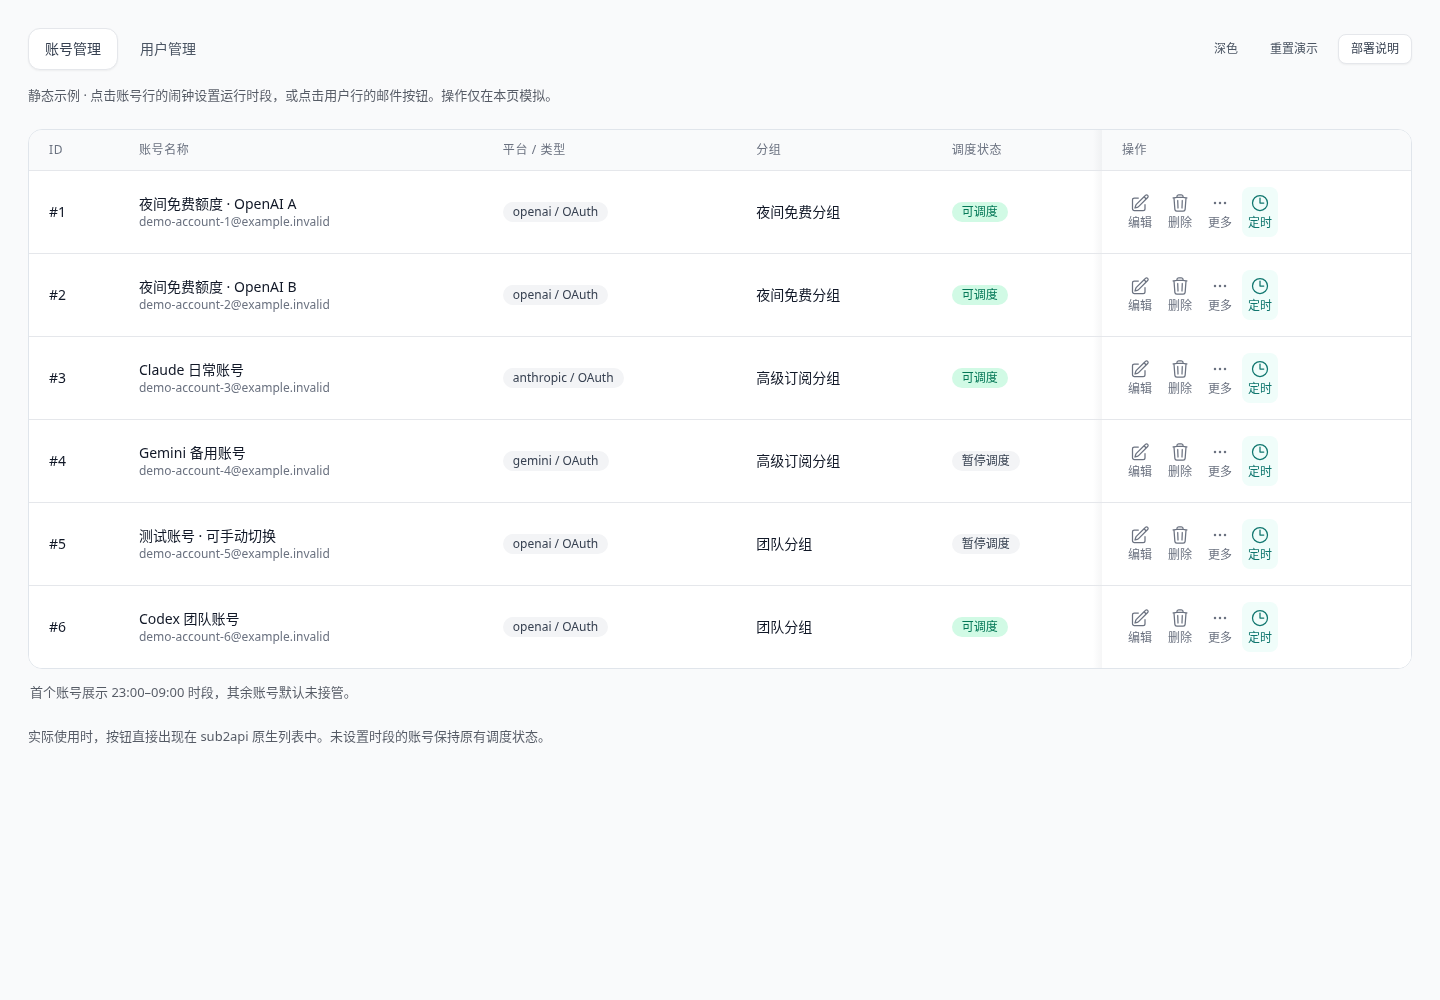 账号管理 用户管理 深色 重置演示 部署说明
静态示例 · 点击账号行的闹钟设置运行时段，或点击用户行的邮件按钮。操作仅在本页模拟。
ID 账号名称 平台 / 类型 分组 调度状态 操作
#1 夜间免费额度 · OpenAI A openai / OAuth 夜间免费分组 可调度
demo-account-1@example.invalid 编辑 删除 更多 定时
#2 夜间免费额度 · OpenAI B openai / OAuth 夜间免费分组 可调度
demo-account-2@example.invalid 编辑 删除 更多 定时
#3 Claude 日常账号 anthropic / OAuth 高级订阅分组 可调度
demo-account-3@example.invalid 编辑 删除 更多 定时
#4 Gemini 备用账号 gemini / OAuth 高级订阅分组 暂停调度
demo-account-4@example.invalid 编辑 删除 更多 定时
#5 测试账号 · 可手动切换 openai / OAuth 团队分组 暂停调度
demo-account-5@example.invalid 编辑 删除 更多 定时
#6 Codex 团队账号 openai / OAuth 团队分组 可调度
demo-account-6@example.invalid 编辑 删除 更多 定时
首个账号展示 23:00–09:00 时段，其余账号默认未接管。
实际使用时，按钮直接出现在 sub2api 原生列表中。未设置时段的账号保持原有调度状态。